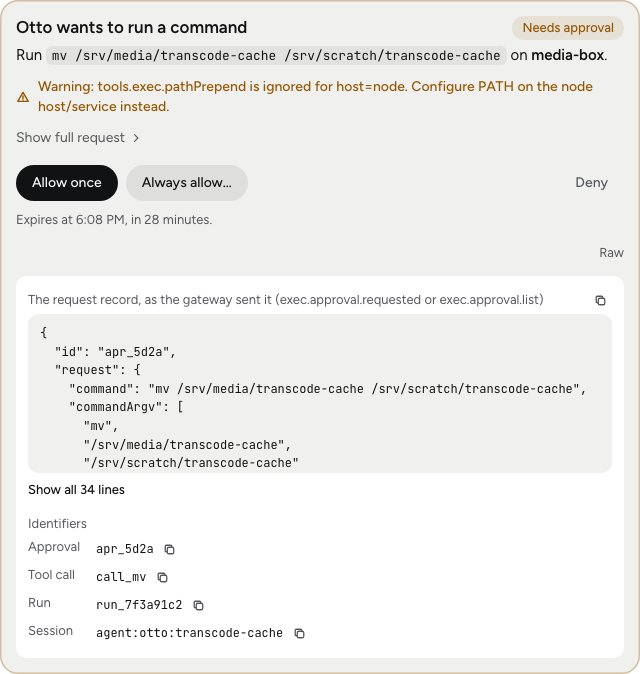 Otto wants to run a command
Needs approval
Run mv /srv/media/transcode-cache /srv/scratch/transcode-cache on media-box.
Warning: tools.exec.pathPrepend is ignored for host=node. Configure PATH on the node
host/service instead.
Show full request
Allow once
Always allow...
Deny
Expires at 6:08 PM, in 28 minutes.
Raw
The request record, as the gateway sent it (exec.approval.requested or exec.approval.list)
{
"id": "apr_5d2a",
"request": {
"command": "mv /srv/media/transcode-cache /srv/scratch/transcode-cache",
"commandArgv": [
"mv",
"/srv/media/transcode-cache",
"/srv/scratch/transcode-cache"
Show all 34 lines
Identifiers
Approval apr_5d2a
Tool call call_mv
Run run_7f3a91c2
Session agent:otto:transcode-cache